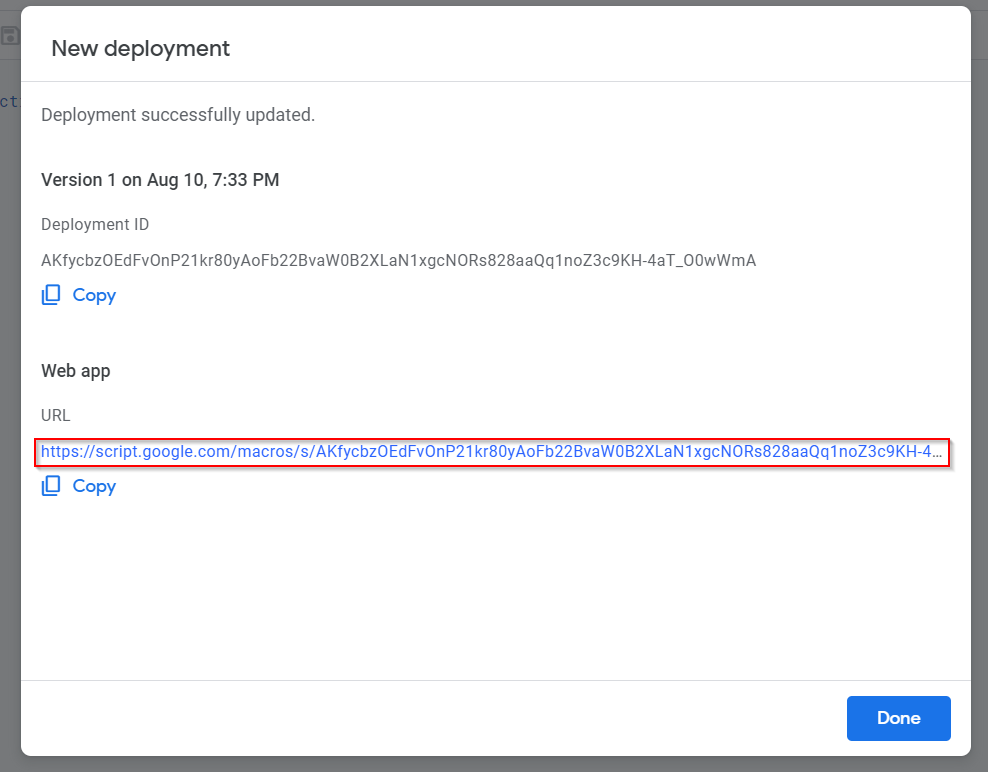 New deployment
ct
Deployment successfully updated.
Version 1 on Aug 10, 7:33 PM
Deployment ID
AKfycbzOEdFvOnP21kr80yAoFb22BvaW0B2XLaN1xgcNORs828aaQq1noZ3c9KH-4aT_O0wWmA
Copy
Web app
URL
https://script.google.com/macros/s/AKfycbzOEdFvOnP21kr80yAoFb22BvaW0B2XLaN1xgcNORs828aaQq1noZ3c9KH-4...
Copy
Done